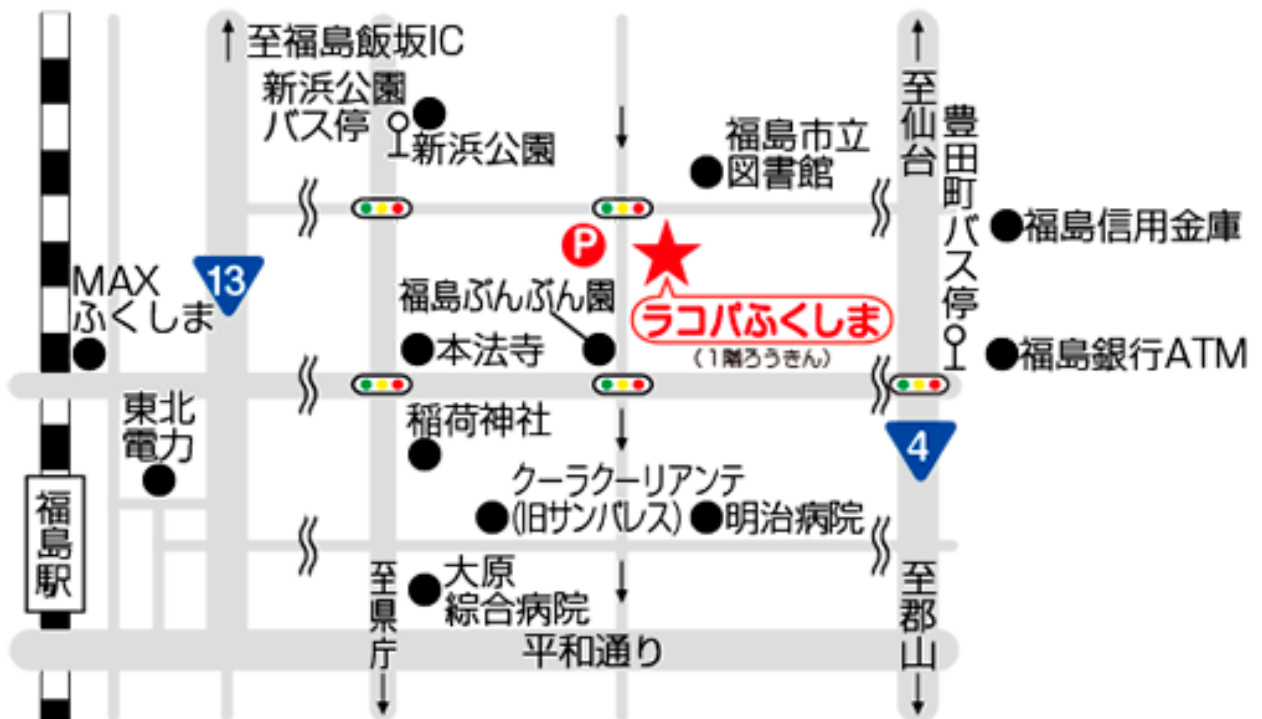 至福島飯坂IC
新浜公園
バス停
新浜公園
福島市立
図書館
至仙台
豊田町バス停
福島信用金庫
13
MAX
ふくしま
P
福島ぶんぶん園
ラコパふくしま
(1階ろうきん)
本法寺
福島銀行ATM
東北
電力
稲荷神社
4
クーラクーリアンテ
(旧サンパレス)
明治病院
福島駅
大原
綜合病院
至県庁
至郡山
平和通り